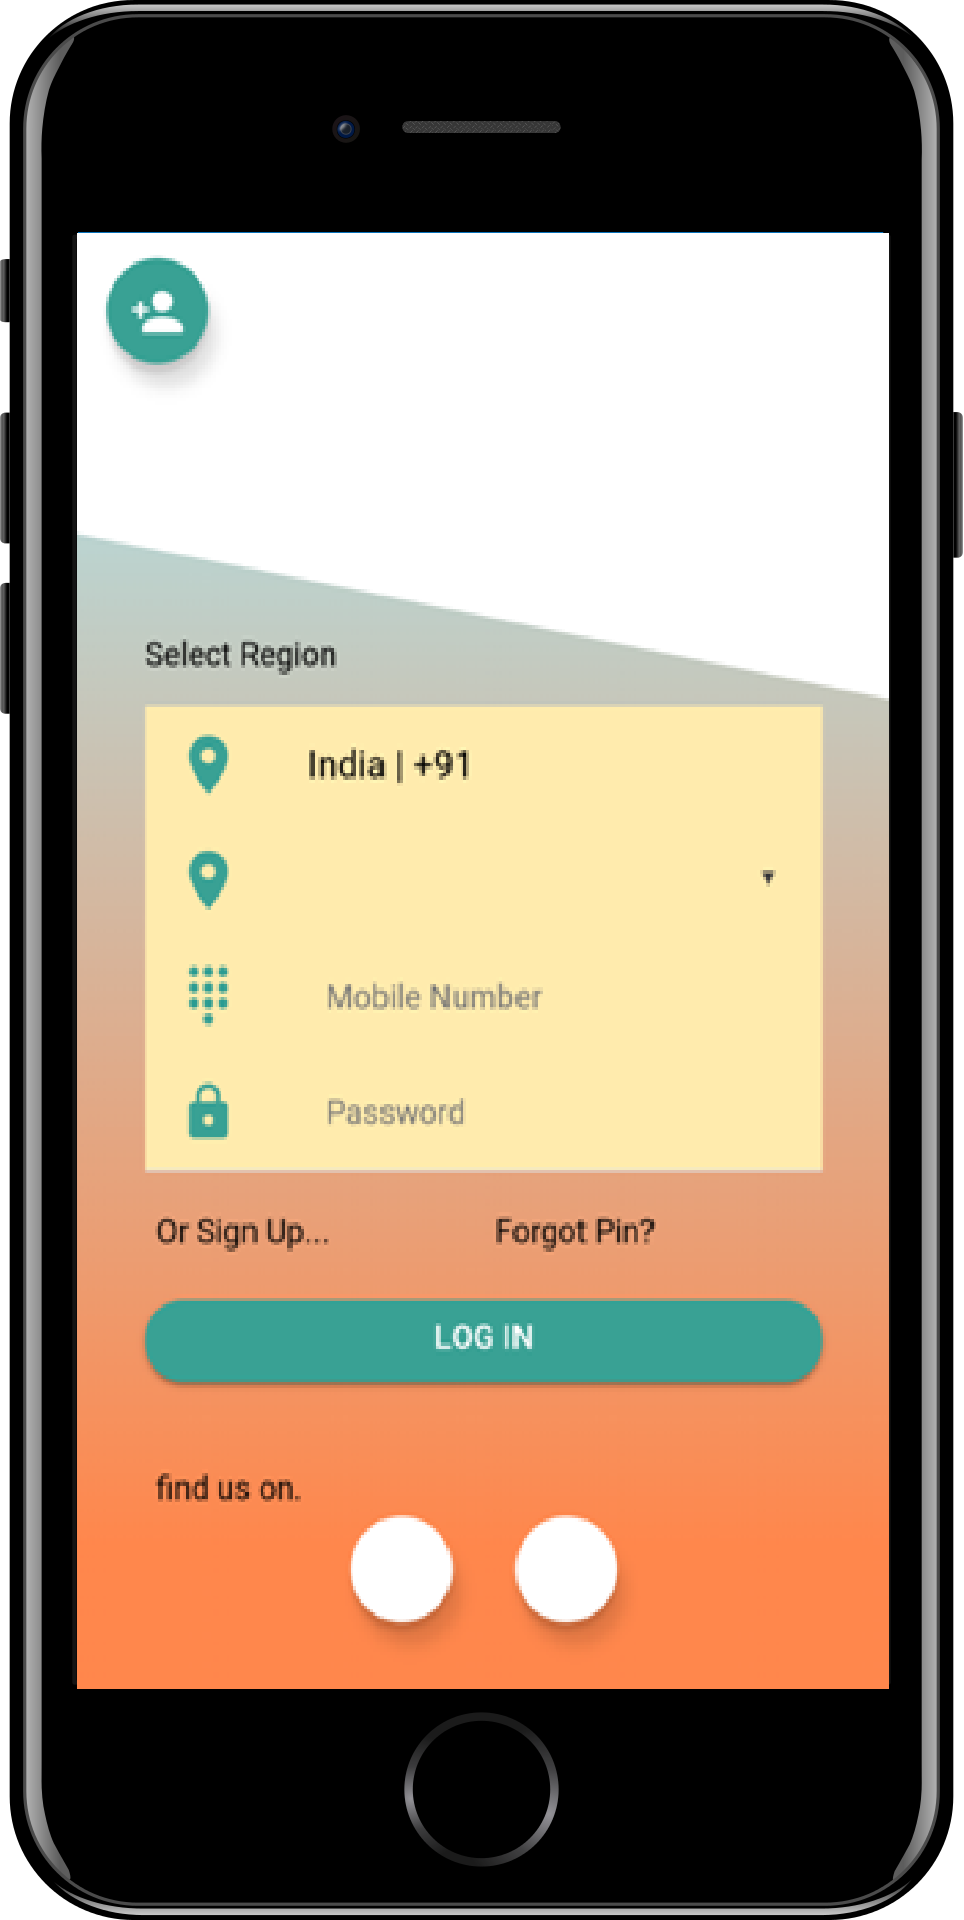 Select Region
India | +91
Mobile Number
Password
Or Sign Up... Forgot Pin?
LOG IN
find us on.